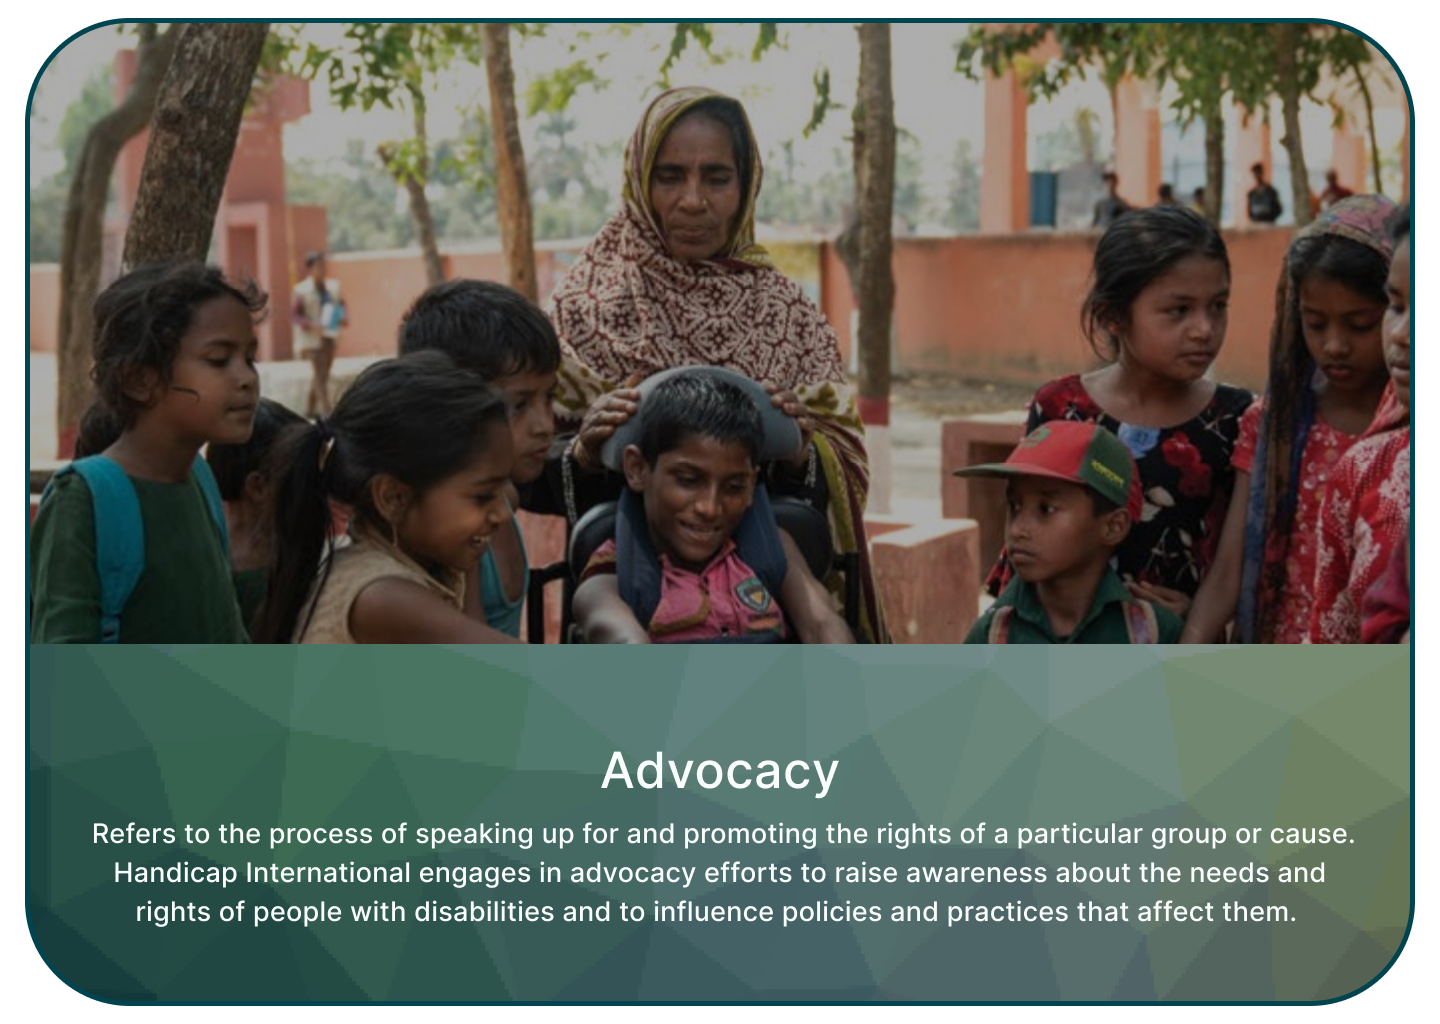 Advocacy
Refers to the process of speaking up for and promoting the rights of a particular group or cause.
Handicap International engages in advocacy efforts to raise awareness about the needs and
rights of people with disabilities and to influence policies and practices that affect them.